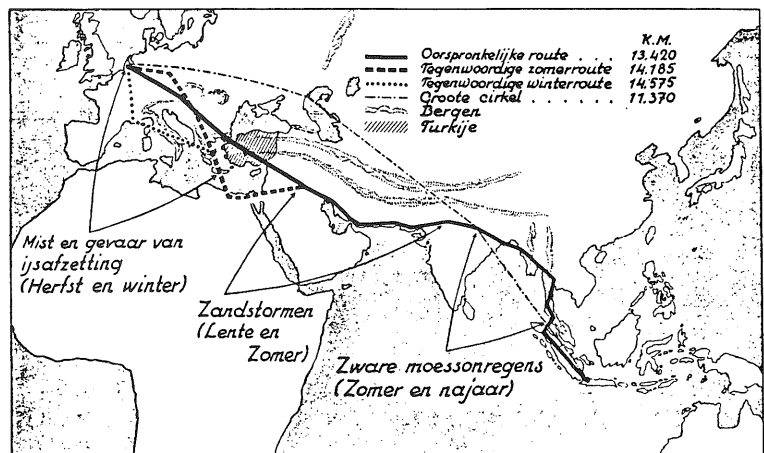 K.M.
Oorspronkelijke route . . . 13.420
Tegenwoordige zomerroute 14.185
Tegenwoordige winterroute 14.575
Groote cirkel . . . . . . 11.370
Bergen
Turkije
Mist en gevaar van
ijsafzetting
(Herfst en winter)
Zandstormen
(Lente en
Zomer)
Zware moessonregens
(Zomer en najaar)